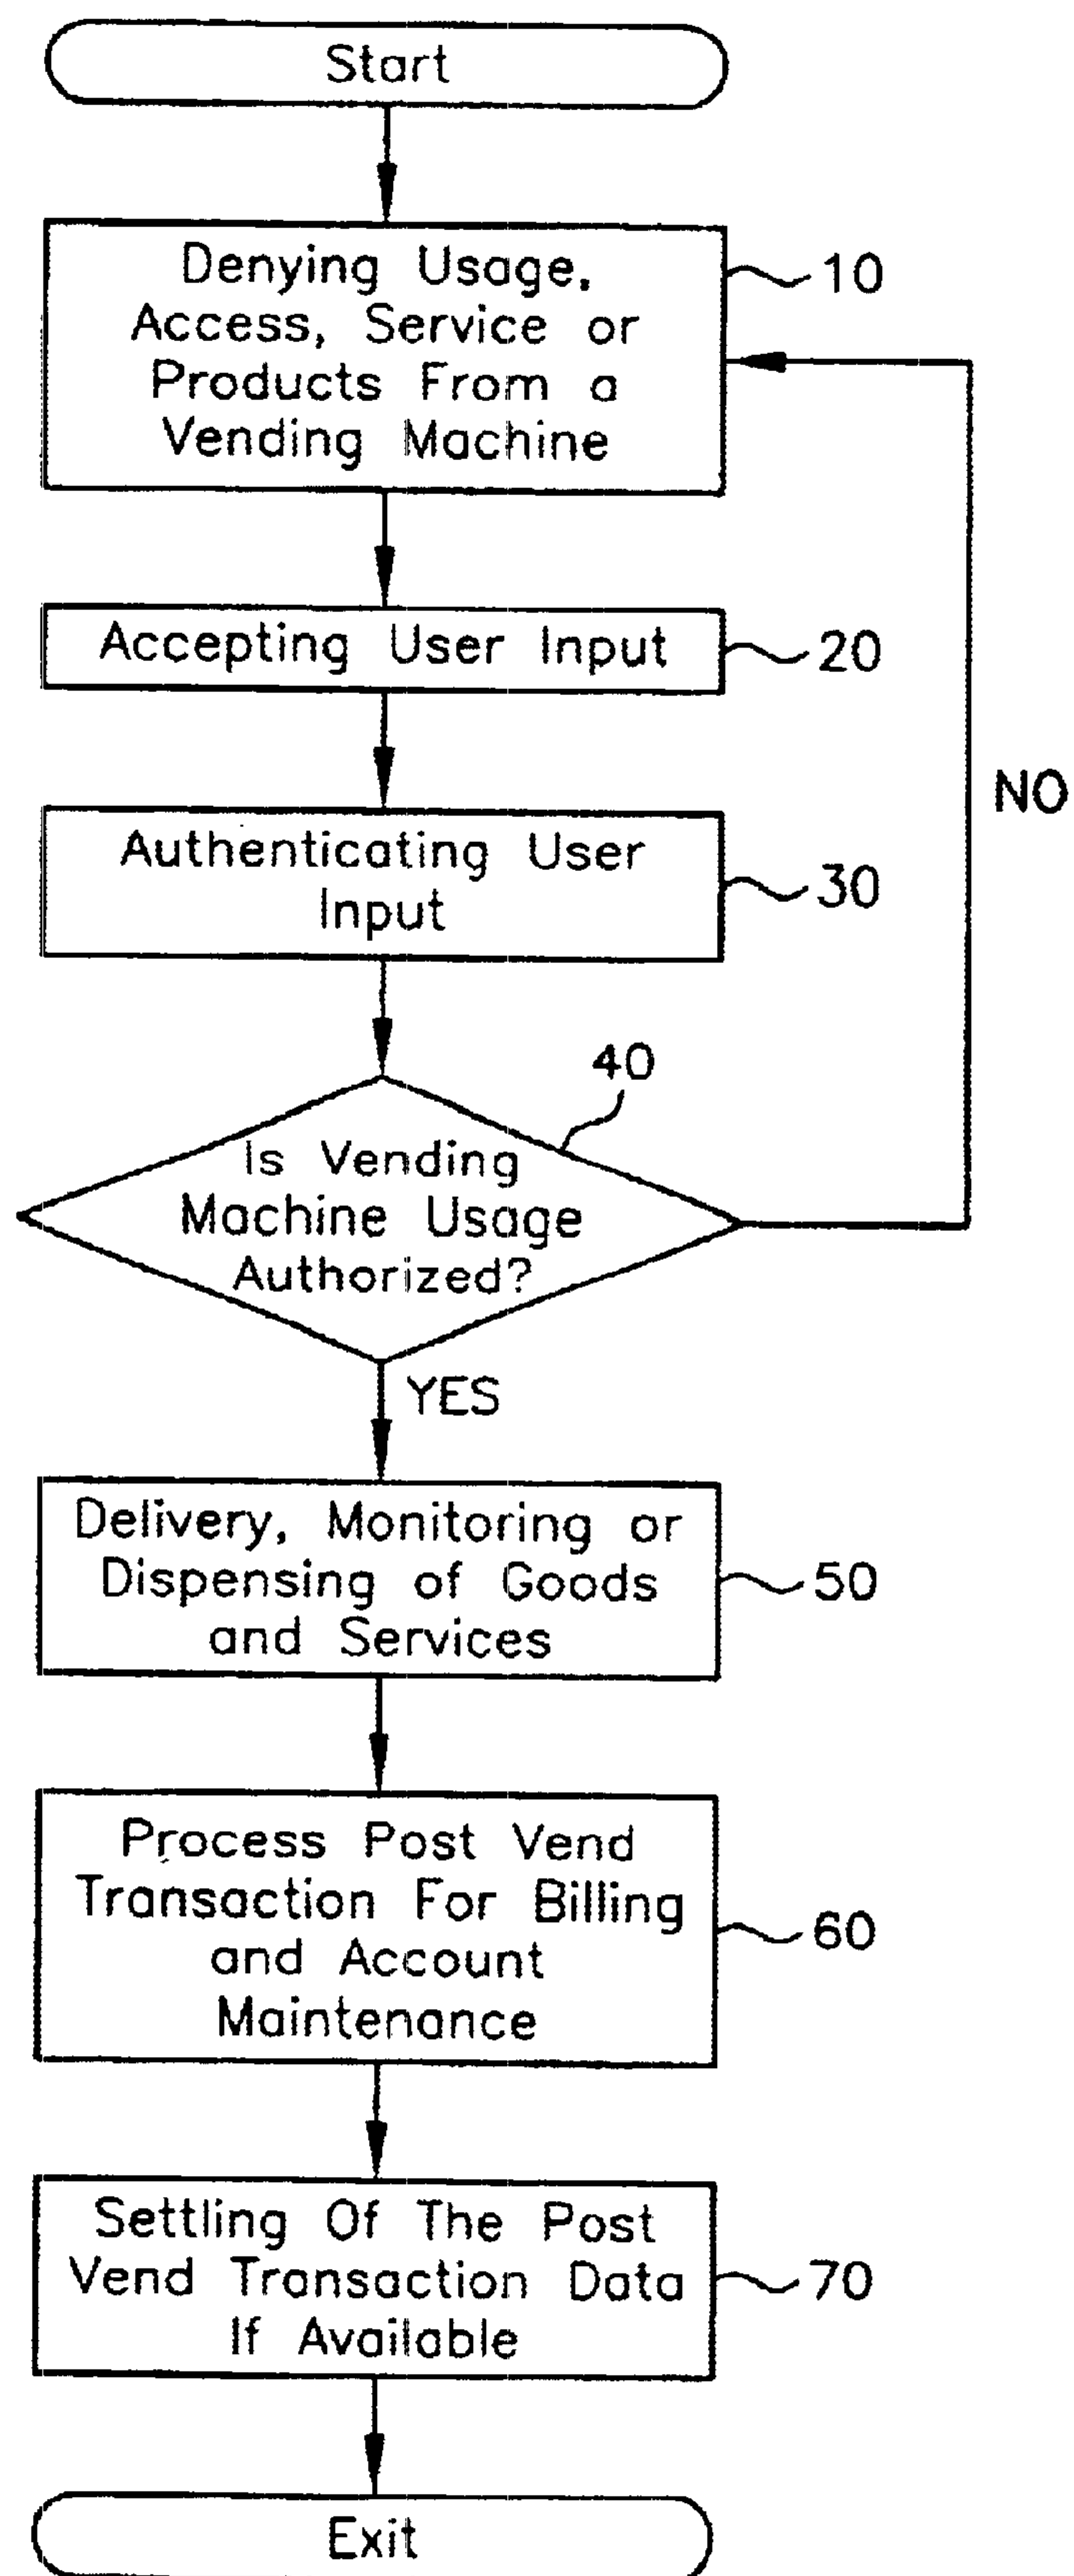 Start
Denying Usage,
Access, Service or
Products From a
Vending Machine
10
Accepting User Input
20
Authenticating User
Input
30
NO
40
Is Vending
Machine Usage
Authorized?
YES
Delivery, Monitoring or
Dispensing of Goods
and Services
50
Process Post Vend
Transaction For Billing
and Account
Maintenance
60
Settling Of The Post
Vend Transaction Data
If Available
70
Exit